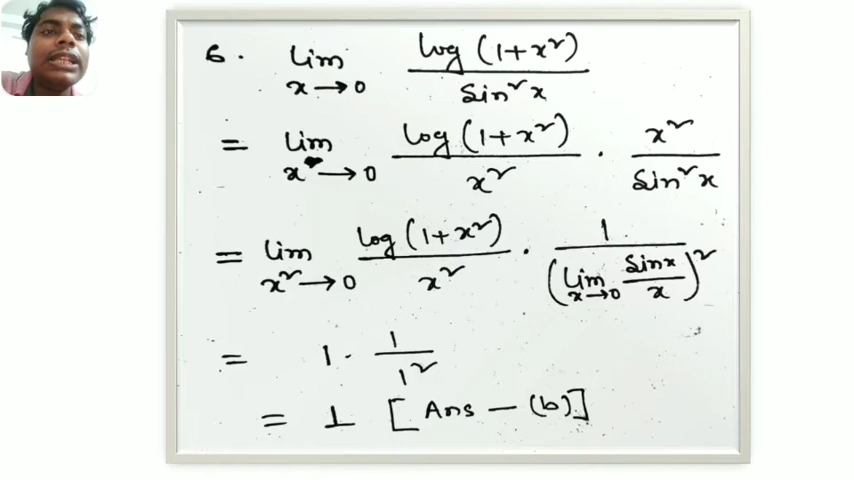 6. lim x→0 log(1+x²) / sin²x
= lim x→0 log(1+x²) / x² · x² / sin²x
= lim x²→0 log(1+x²) / x² · 1 / (lim x→0 sinx / x)²
= 1 · 1 / 1²
= 1 [Ans – (b)]